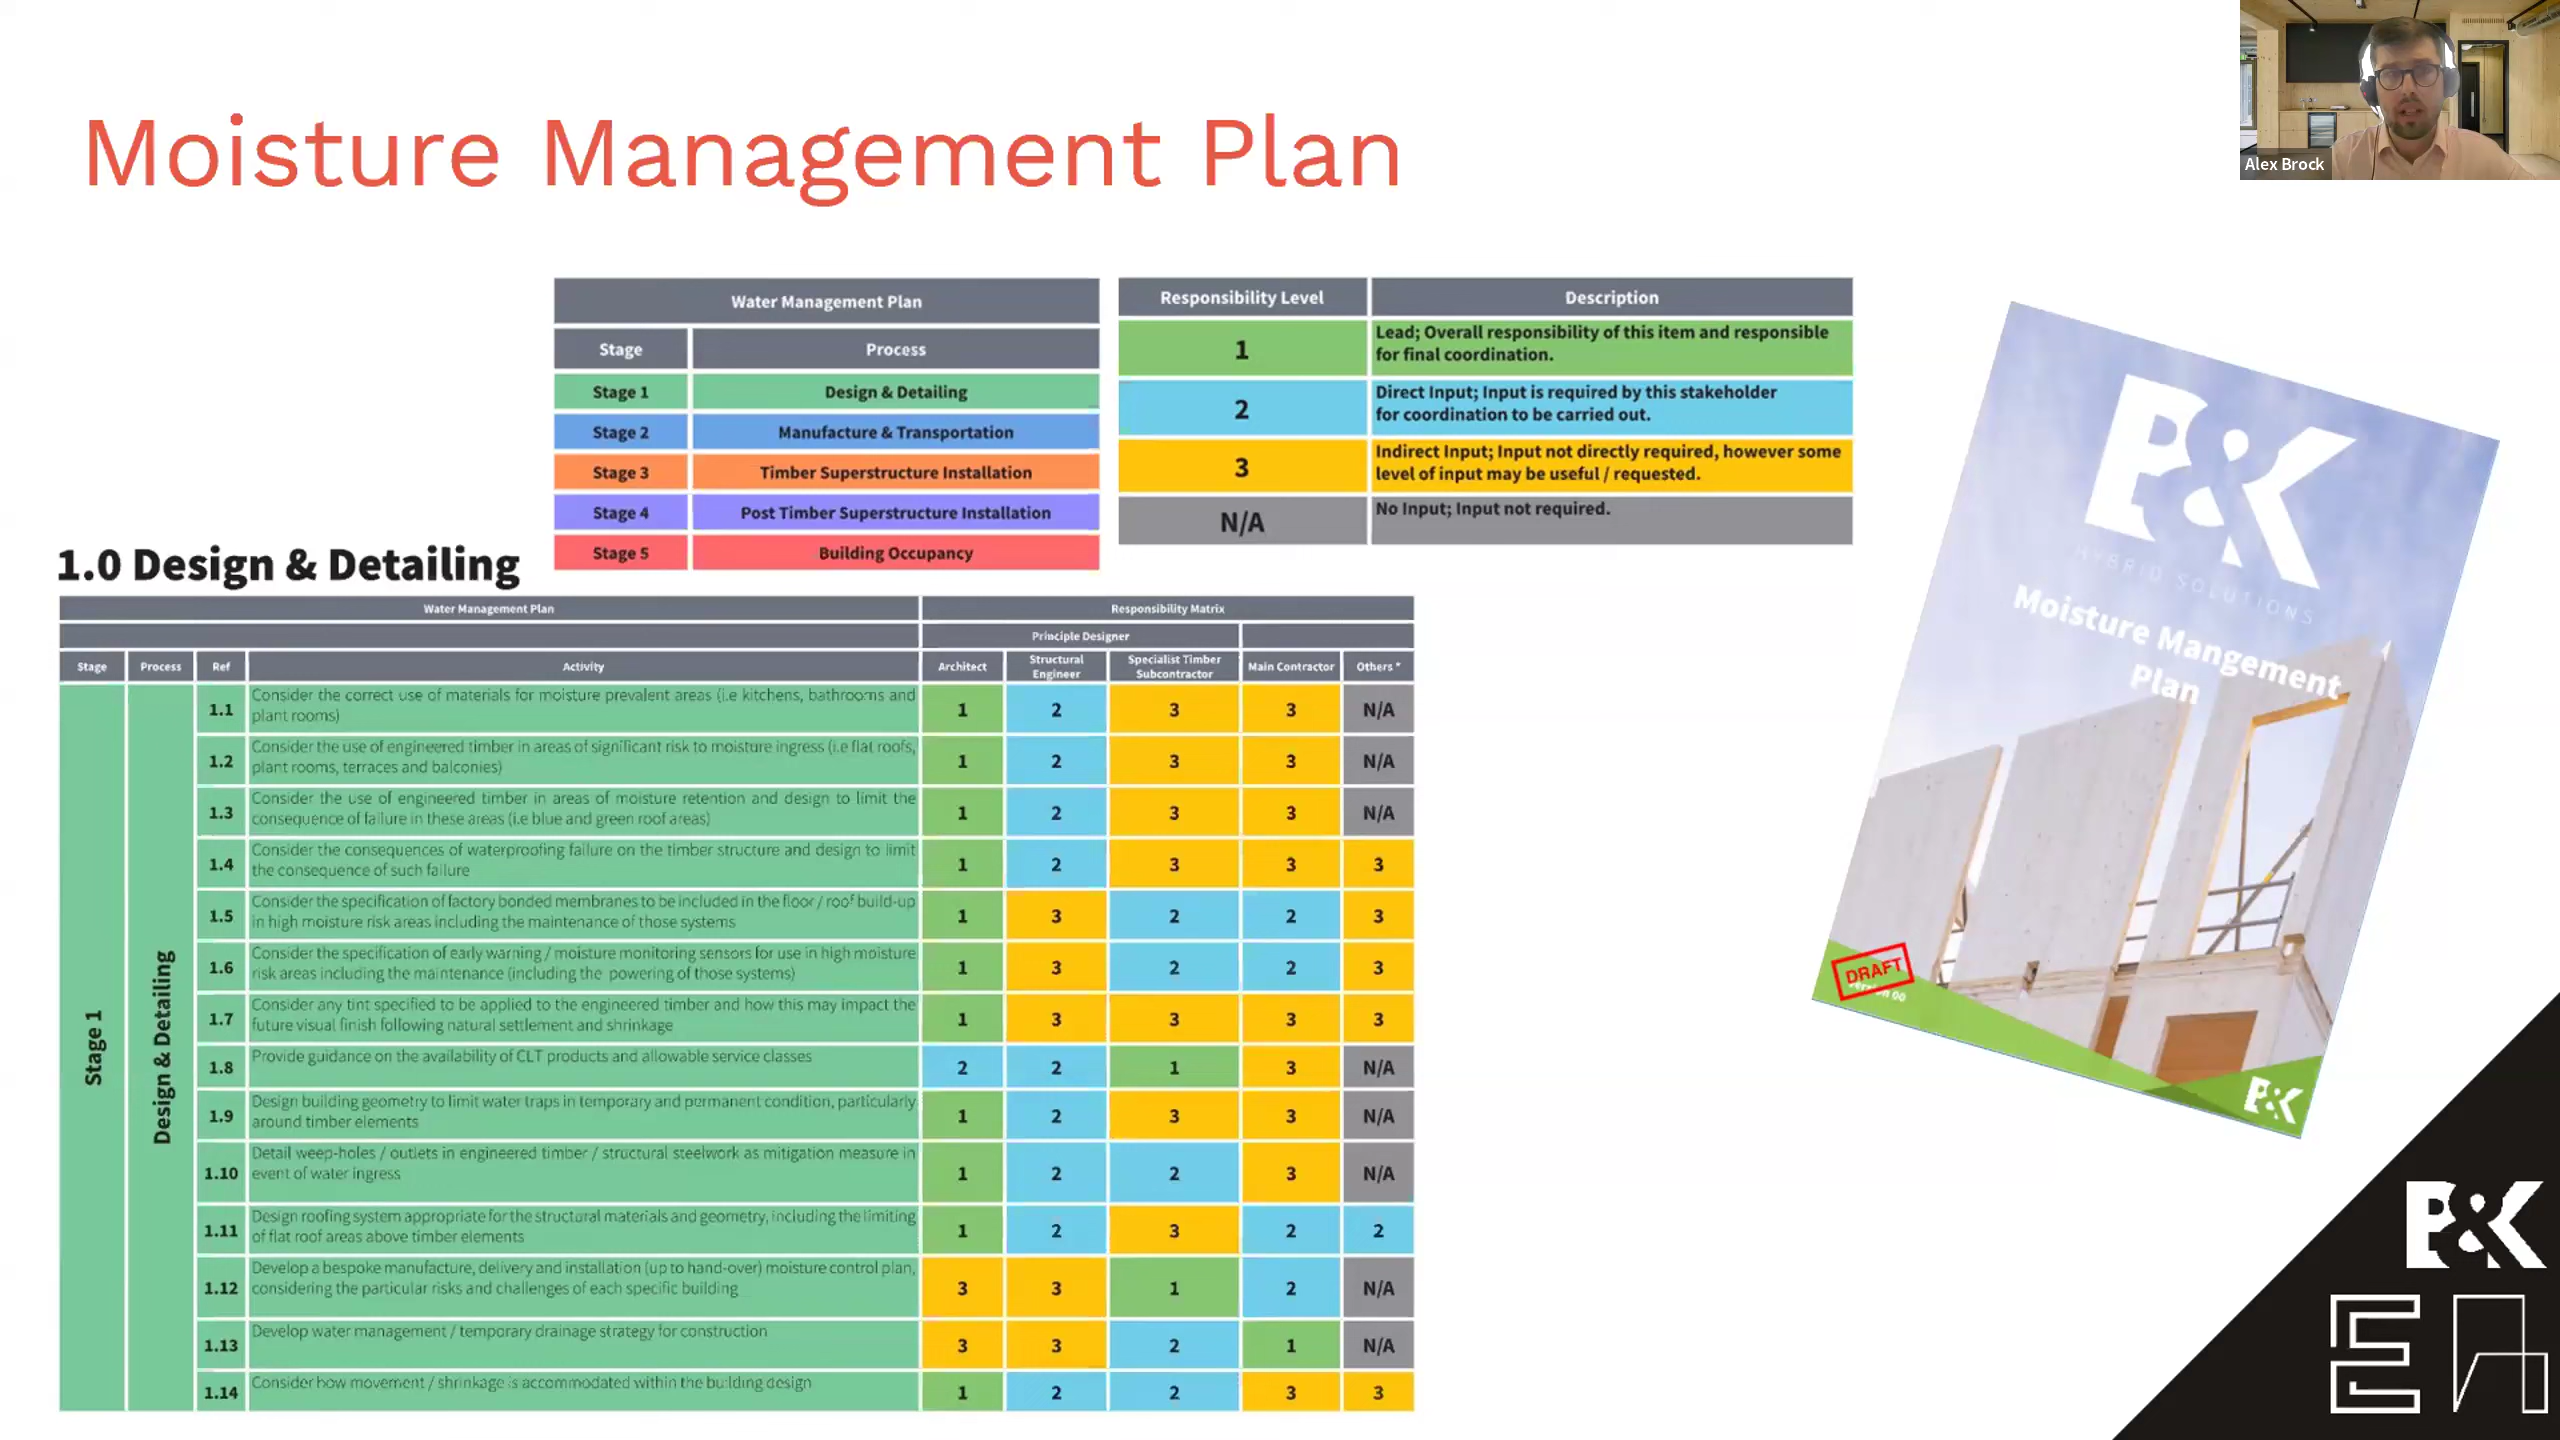 Moisture Management Plan
Alex Brock
Water Management Plan
Stage Process
Stage 1 Design & Detailing
Stage 2 Manufacture & Transportation
Stage 3 Timber Superstructure Installation
Stage 4 Post Timber Superstructure Installation
Stage 5 Building Occupancy
Responsibility Level Description
1 Lead; Overall responsibility of this item and responsible
for final coordination.
2 Direct Input; Input is required by this stakeholder
for coordination to be carried out.
3 Indirect Input; Input not directly required, however some
level of input may be useful / requested.
N/A No Input; Input not required.
1.0 Design & Detailing
Water Management Plan Responsibility Matrix
Principle Designer
Stage Process Ref Activity Architect Structural Engineer Specialist Timber Subcontractor Main Contractor Others *
Stage 1
Design & Detailing
1.1 Consider the correct use of materials for moisture prevalent areas (i.e kitchens, bathrooms and
plant rooms) 1 2 3 3 N/A
1.2 Consider the use of engineered timber in areas of significant risk to moisture ingress (i.e flat roofs,
plant rooms, terraces and balconies) 1 2 3 3 N/A
1.3 Consider the use of engineered timber in areas of moisture retention and design to limit the
consequence of failure in these areas (i.e blue and green roof areas) 1 2 3 3 N/A
1.4 Consider the consequences of waterproofing failure on the timber structure and design to limit
the consequence of such failure 1 2 3 3 3
1.5 Consider the specification of factory bonded membranes to be included in the floor / roof build-up
in high moisture risk areas including the maintenance of those systems 1 3 2 2 3
1.6 Consider the specification of early warning / moisture monitoring sensors for use in high moisture
risk areas including the maintenance (including the powering of those systems) 1 3 2 2 3
1.7 Consider any tint specified to be applied to the engineered timber and how this may impact the
future visual finish following natural settlement and shrinkage 1 3 3 3 3
1.8 Provide guidance on the availability of CLT products and allowable service classes 2 2 1 3 N/A
1.9 Design building geometry to limit water traps in temporary and permanent condition, particularly
around timber elements 1 2 3 3 N/A
1.10 Detail weep-holes / outlets in engineered timber / structural steelwork as mitigation measure in
event of water ingress 1 2 2 3 N/A
1.11 Design roofing system appropriate for the structural materials and geometry, including the limiting
of flat roof areas above timber elements 1 2 3 2 2
1.12 Develop a bespoke manufacture, delivery and installation (up to hand-over) moisture control plan,
considering the particular risks and challenges of each specific building 3 3 1 2 N/A
1.13 Develop water management / temporary drainage strategy for construction 3 3 2 1 N/A
1.14 Consider how movement / shrinkage is accommodated within the building design 1 2 2 3 3
B&K
HYBRID SOLUTIONS
Moisture Mangement
Plan
DRAFT
Version 00
B&K
B&K
EA